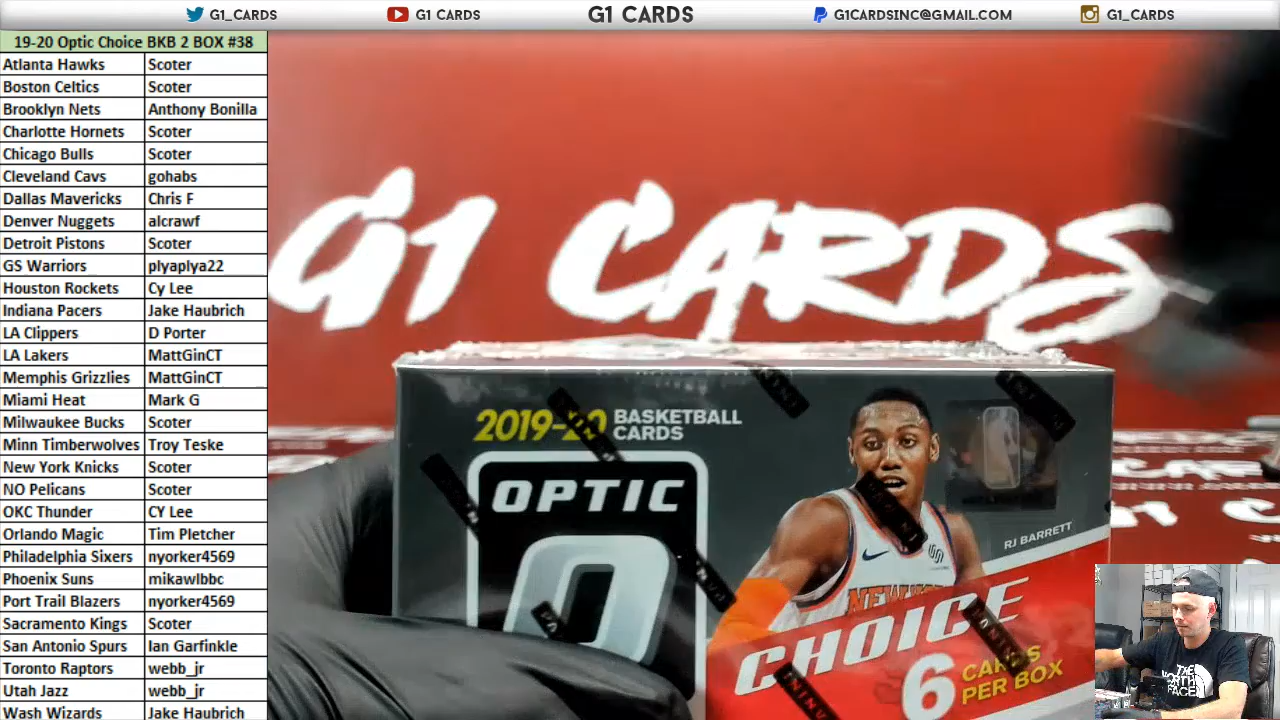 G1_CARDS
G1 CARDS
G1 CARDS
G1CARDSINC@GMAIL.COM
G1_CARDS
19-20 Optic Choice BKB 2 BOX #38
Atlanta Hawks Scoter
Boston Celtics Scoter
Brooklyn Nets Anthony Bonilla
Charlotte Hornets Scoter
Chicago Bulls Scoter
Cleveland Cavs gohabs
Dallas Mavericks Chris F
Denver Nuggets alcrawf
Detroit Pistons Scoter
GS Warriors plyaplya22
Houston Rockets Cy Lee
Indiana Pacers Jake Haubrich
LA Clippers D Porter
LA Lakers MattGinCT
Memphis Grizzlies MattGinCT
Miami Heat Mark G
Milwaukee Bucks Scoter
Minn Timberwolves Troy Teske
New York Knicks Scoter
NO Pelicans Scoter
OKC Thunder CY Lee
Orlando Magic Tim Pletcher
Philadelphia Sixers nyorker4569
Phoenix Suns mikawlbbc
Port Trail Blazers nyorker4569
Sacramento Kings Scoter
San Antonio Spurs Ian Garfinkle
Toronto Raptors webb_jr
Utah Jazz webb_jr
Wash Wizards Jake Haubrich
G1 CARDS
2019-20 BASKETBALL CARDS
OPTIC
RJ BARRETT
CHOICE
6 CARDS PER BOX
THE NORTH FACE